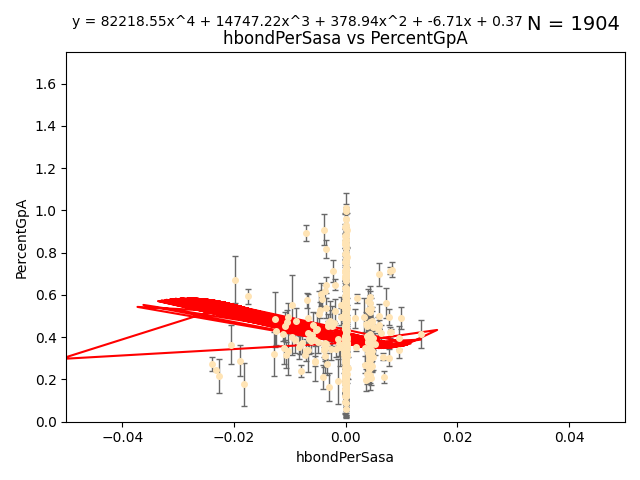 y = 82218.55x^4 + 14747.22x^3 + 378.94x^2 + -6.71x + 0.37 N = 1904
hbondPerSasa vs PercentGpA
1.6
1.4
1.2
1.0
0.8
0.6
0.4
0.2
0.0
PercentGpA
−0.04 −0.02 0.00 0.02 0.04
hbondPerSasa